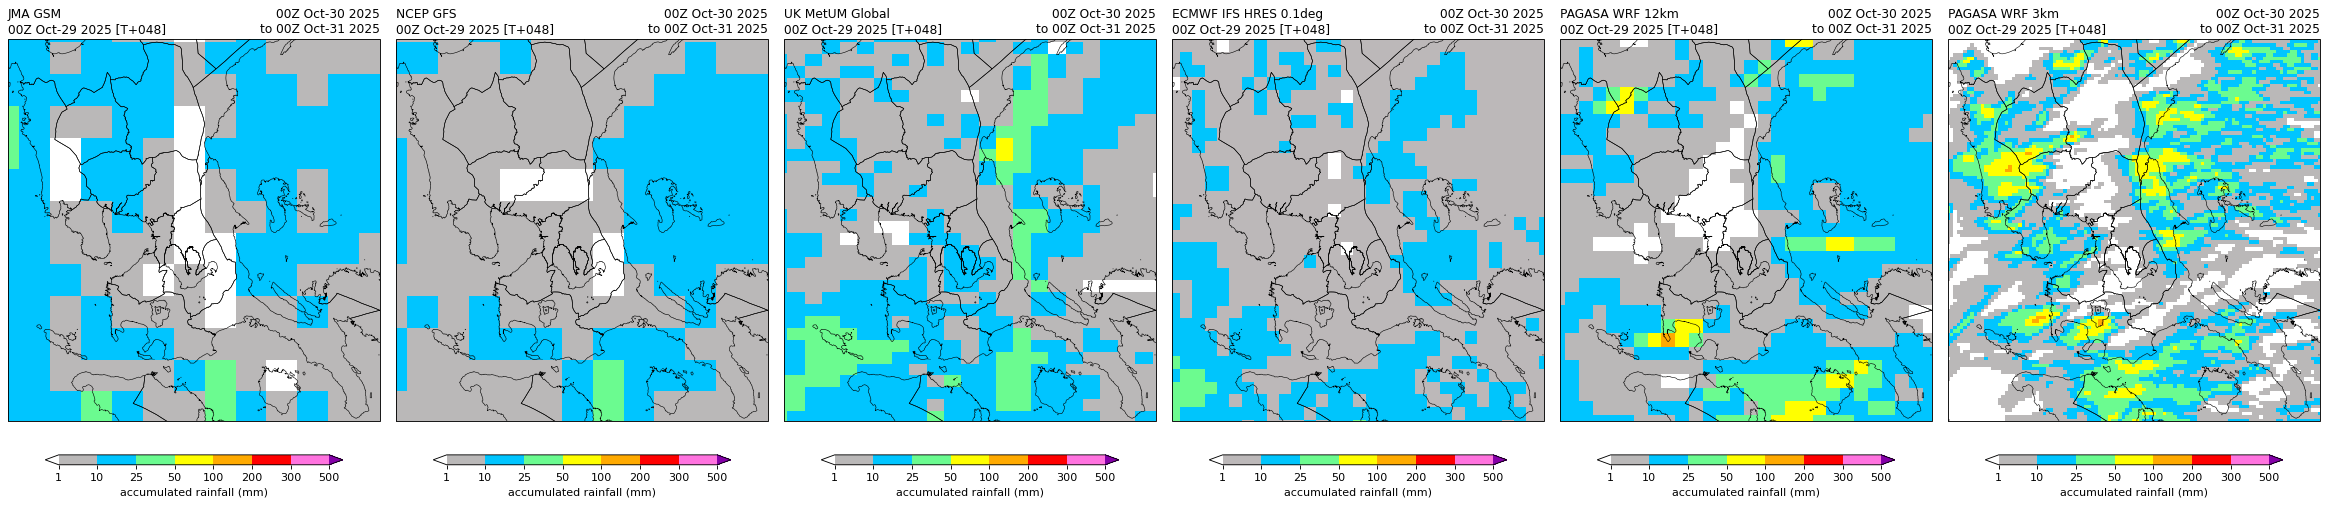 JMA GSM 00Z Oct-30 2025
00Z Oct-29 2025 [T+048] to 00Z Oct-31 2025
NCEP GFS 00Z Oct-30 2025
00Z Oct-29 2025 [T+048] to 00Z Oct-31 2025
UK MetUM Global 00Z Oct-30 2025
00Z Oct-29 2025 [T+048] to 00Z Oct-31 2025
ECMWF IFS HRES 0.1deg 00Z Oct-30 2025
00Z Oct-29 2025 [T+048] to 00Z Oct-31 2025
PAGASA WRF 12km 00Z Oct-30 2025
00Z Oct-29 2025 [T+048] to 00Z Oct-31 2025
PAGASA WRF 3km 00Z Oct-30 2025
00Z Oct-29 2025 [T+048] to 00Z Oct-31 2025
1 10 25 50 100 200 300 500
accumulated rainfall (mm)
1 10 25 50 100 200 300 500
accumulated rainfall (mm)
1 10 25 50 100 200 300 500
accumulated rainfall (mm)
1 10 25 50 100 200 300 500
accumulated rainfall (mm)
1 10 25 50 100 200 300 500
accumulated rainfall (mm)
1 10 25 50 100 200 300 500
accumulated rainfall (mm)